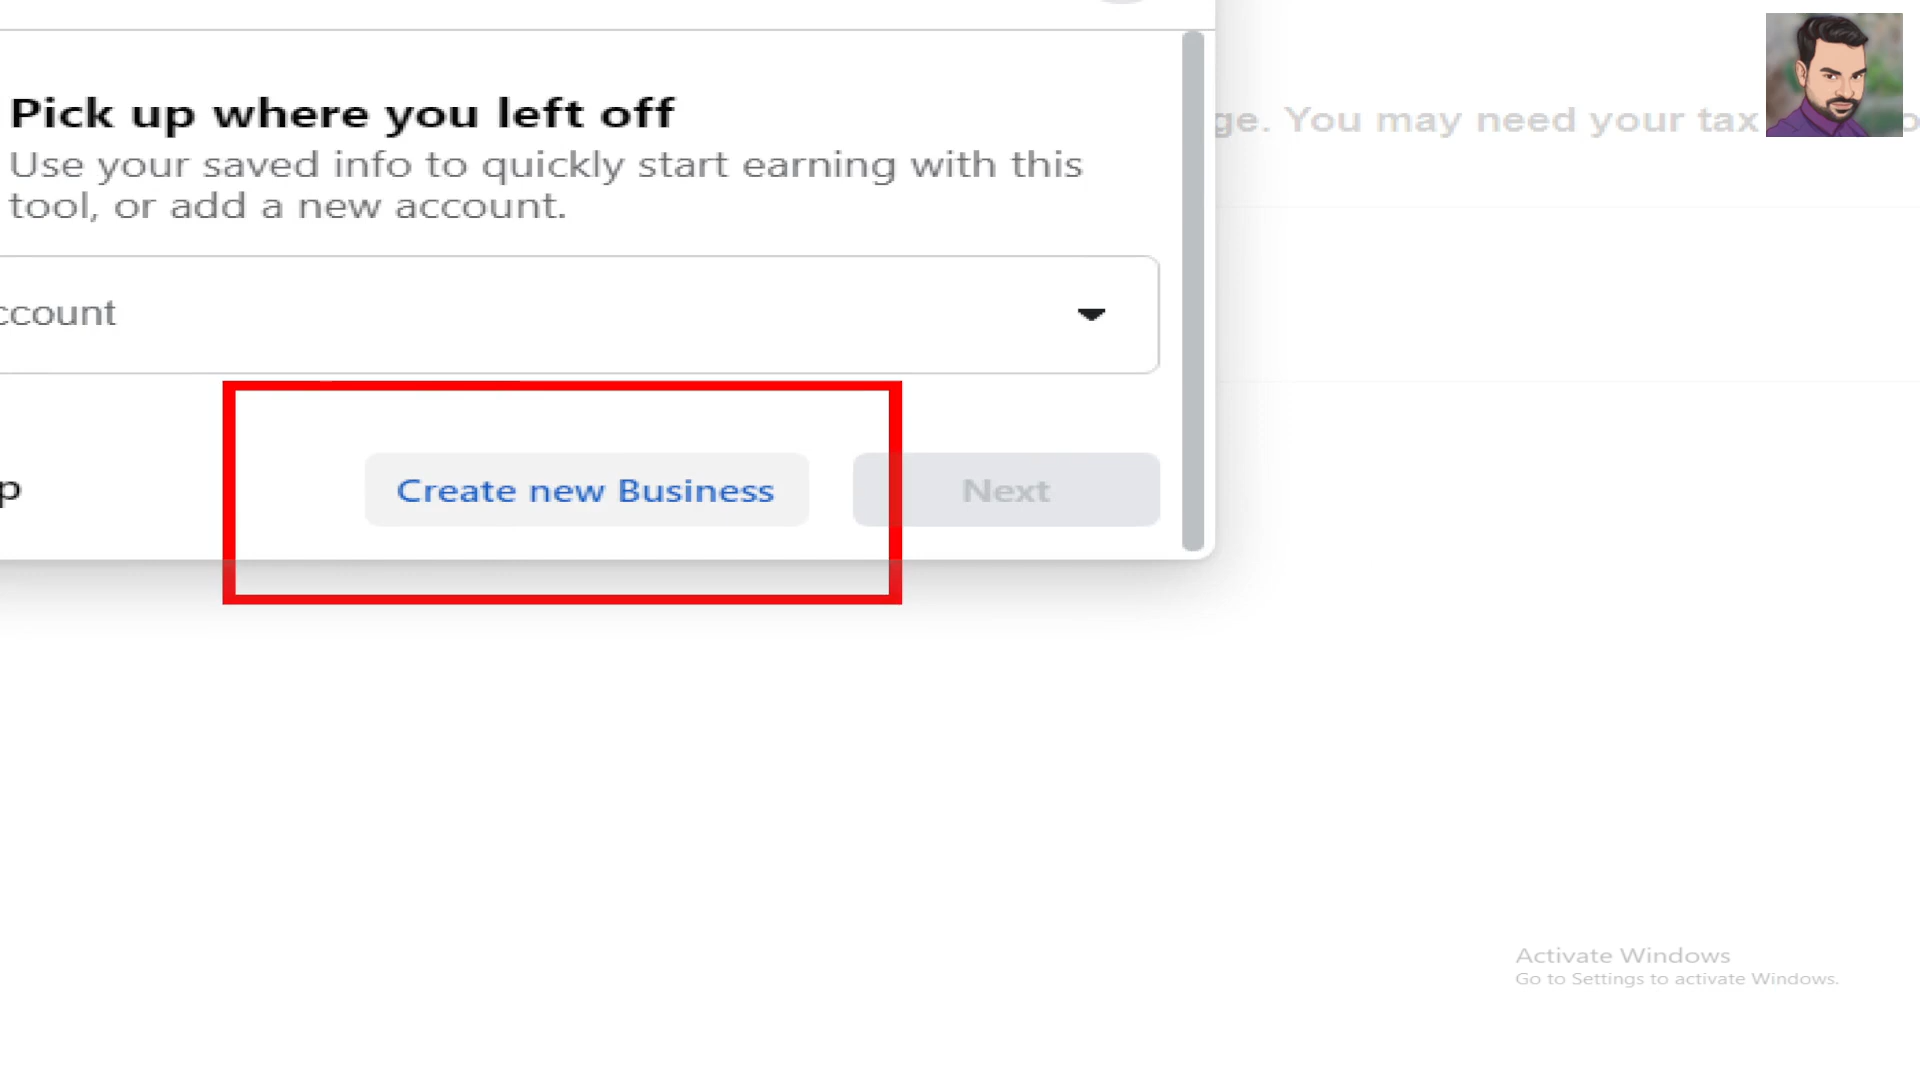 Pick up where you left off
Use your saved info to quickly start earning with this
tool, or add a new account.
ge. You may need your tax
ccount
p
Create new Business
Next
Activate Windows
Go to Settings to activate Windows.